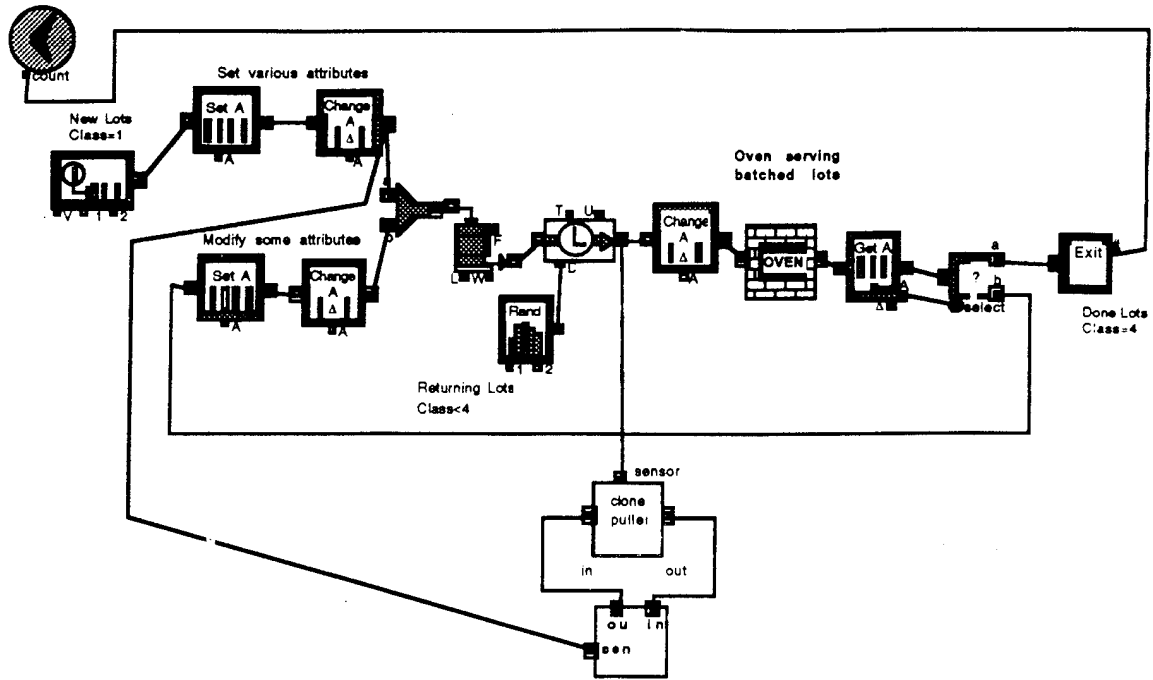 count
Set various attributes
New Lots
Class=1
Set A
A
Change
A
Δ
A
V 1 2
a
b
Modify some attributes
Set A
A
Change
A
Δ
A
F
L W
T U
D
Rand
1 2
Returning Lots
Class<4
Oven serving
batched lots
Change
A
Δ
A
OVEN
Get A
A
Δ
?
a
b
select
Exit
#
Done Lots
Class=4
sensor
clone
puller
in out
ou in
sen